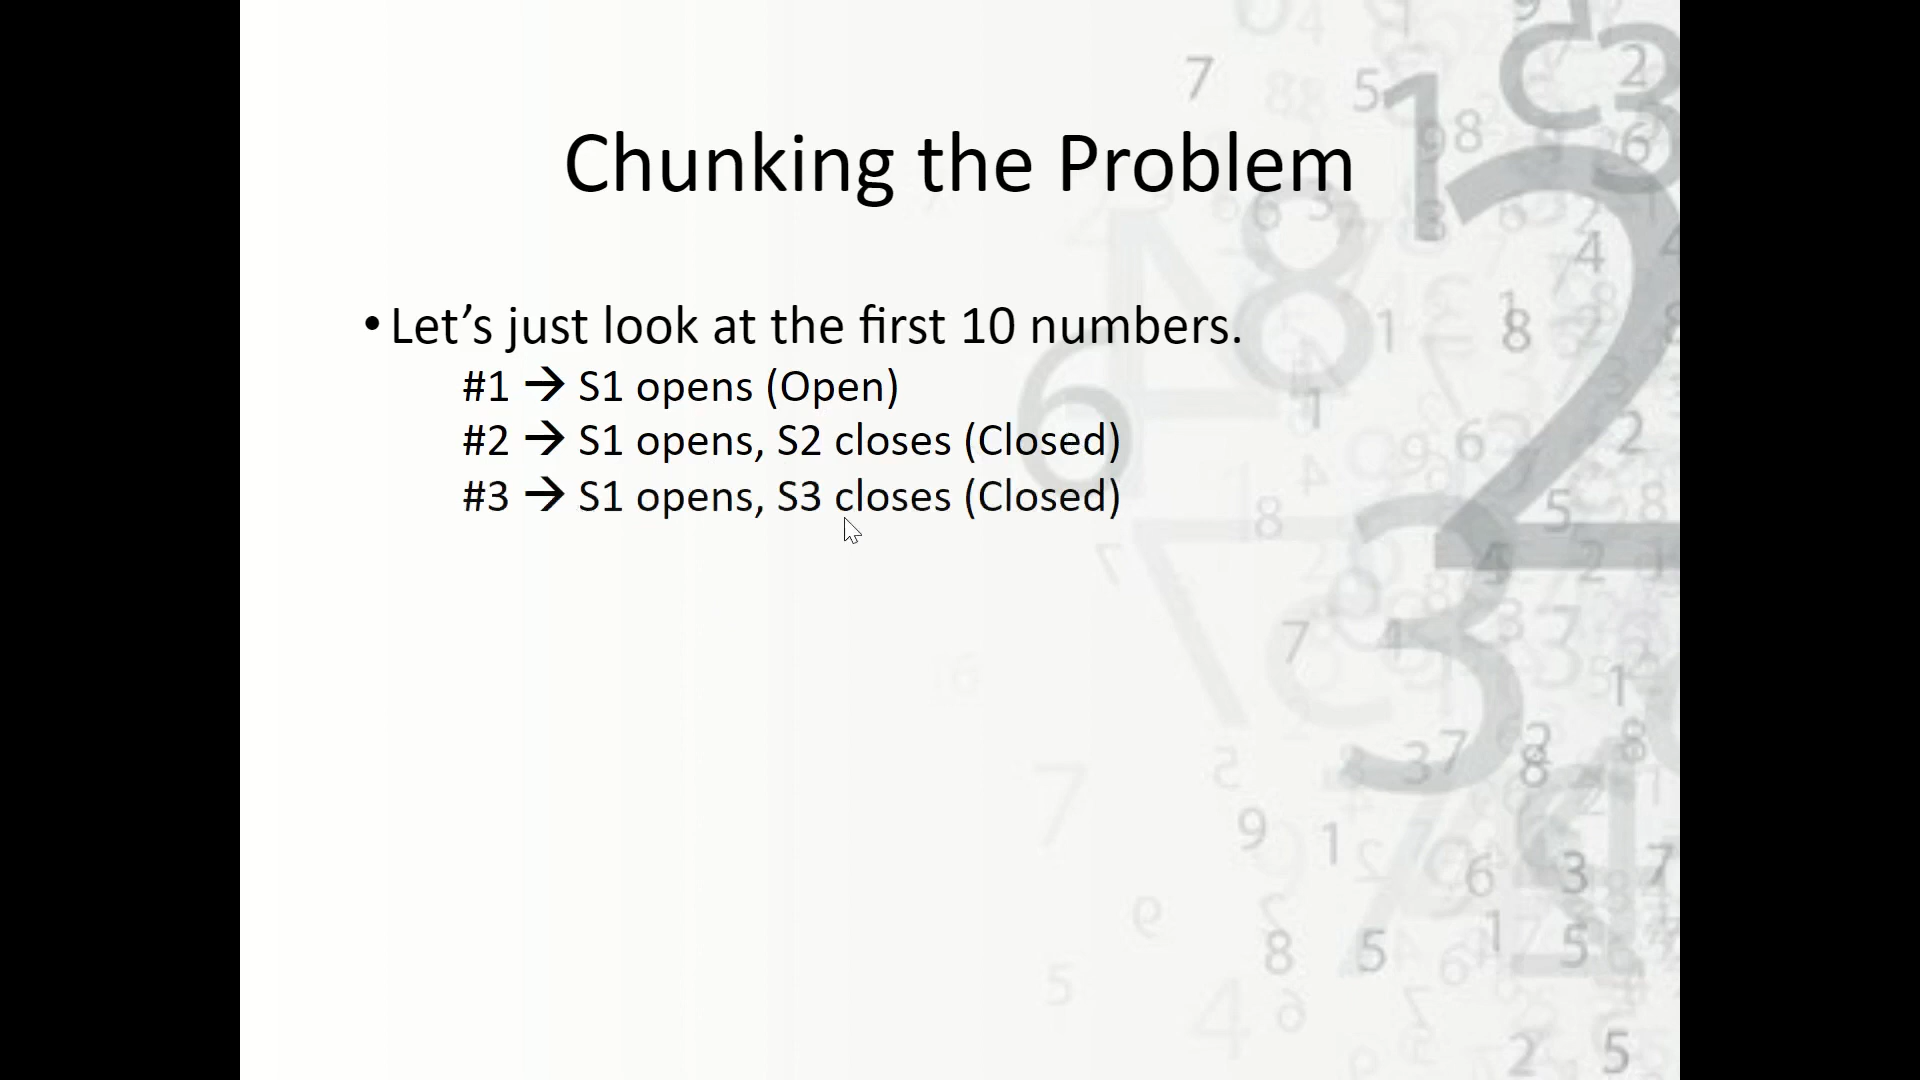 Chunking the Problem
• Let’s just look at the first 10 numbers.
#1 → S1 opens (Open)
#2 → S1 opens, S2 closes (Closed)
#3 → S1 opens, S3 closes (Closed)